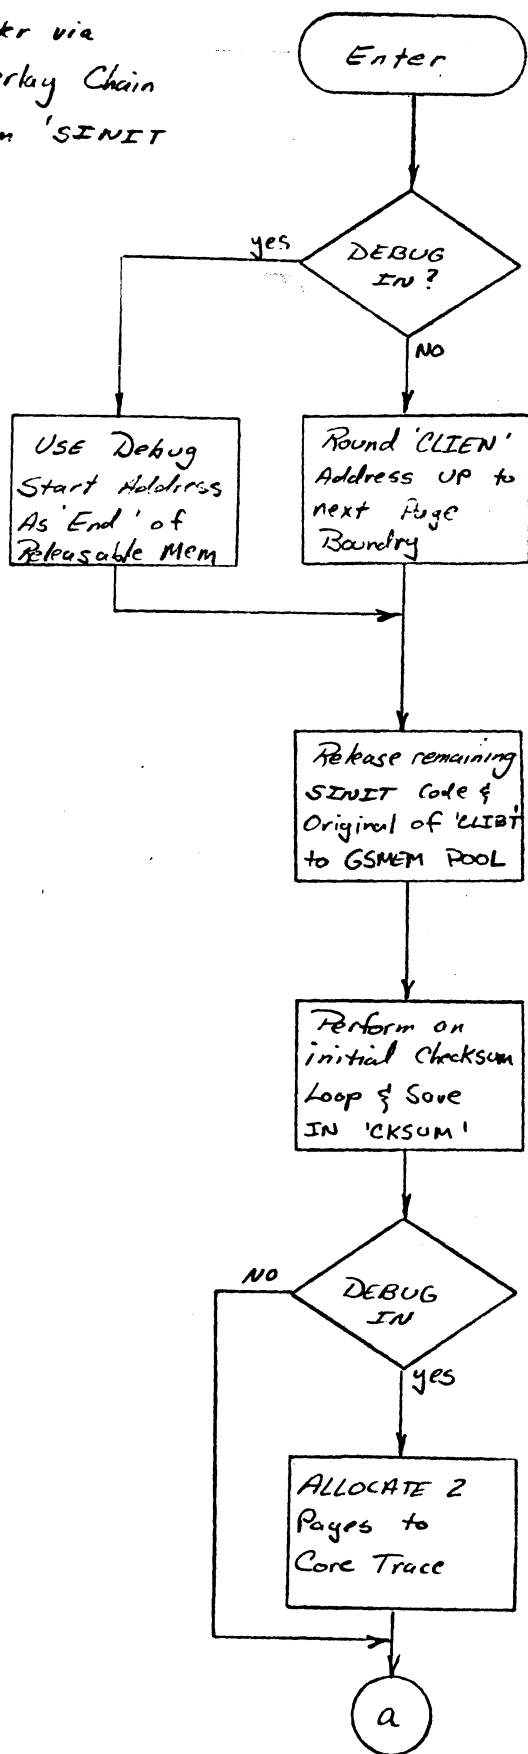 via
Chain
'SINIT
Enter
DEBUG
IN?
yes
NO
USE Debug
Start Address
As 'End' of
Releasable Mem
Round 'CLIEN'
Address UP to
next Page
Boundry
Release remaining
SINIT Code &
Original of 'CLIBT'
to GSMEM POOL
Perform an
initial Checksum
Loop & Save
IN 'CKSUM'
NO
DEBUG
IN
yes
ALLOCATE 2
Pages to
Core Trace
a